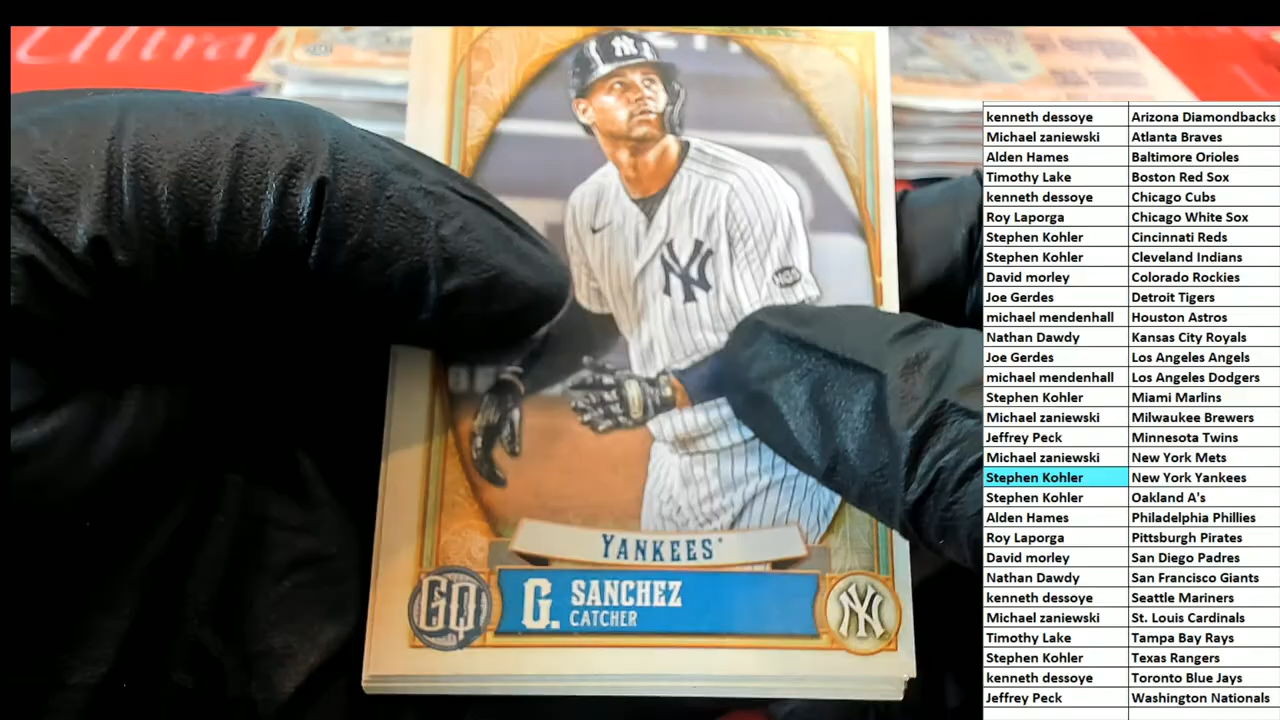 Ultra
NY
NY
YANKEES
G. SANCHEZ
CATCHER
GQ
NY
kenneth dessoye Arizona Diamondbacks
Michael zaniewski Atlanta Braves
Alden Hames Baltimore Orioles
Timothy Lake Boston Red Sox
kenneth dessoye Chicago Cubs
Roy Laporga Chicago White Sox
Stephen Kohler Cincinnati Reds
Stephen Kohler Cleveland Indians
David morley Colorado Rockies
Joe Gerdes Detroit Tigers
michael mendenhall Houston Astros
Nathan Dawdy Kansas City Royals
Joe Gerdes Los Angeles Angels
michael mendenhall Los Angeles Dodgers
Stephen Kohler Miami Marlins
Michael zaniewski Milwaukee Brewers
Jeffrey Peck Minnesota Twins
Michael zaniewski New York Mets
Stephen Kohler New York Yankees
Stephen Kohler Oakland A's
Alden Hames Philadelphia Phillies
Roy Laporga Pittsburgh Pirates
David morley San Diego Padres
Nathan Dawdy San Francisco Giants
kenneth dessoye Seattle Mariners
Michael zaniewski St. Louis Cardinals
Timothy Lake Tampa Bay Rays
Stephen Kohler Texas Rangers
kenneth dessoye Toronto Blue Jays
Jeffrey Peck Washington Nationals